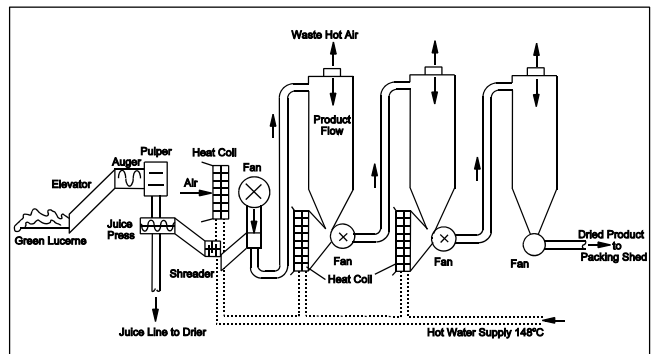 Waste Hot Air
Product
Flow
Pulper
Heat Coil
Auger
Fan
Air
Elevator
Green Lucerne
Juice
Press
Shreader
Fan
Heat Coil
Fan
Fan
Dried Product
to
Packing Shed
Juice Line to Drier
Hot Water Supply 148°C